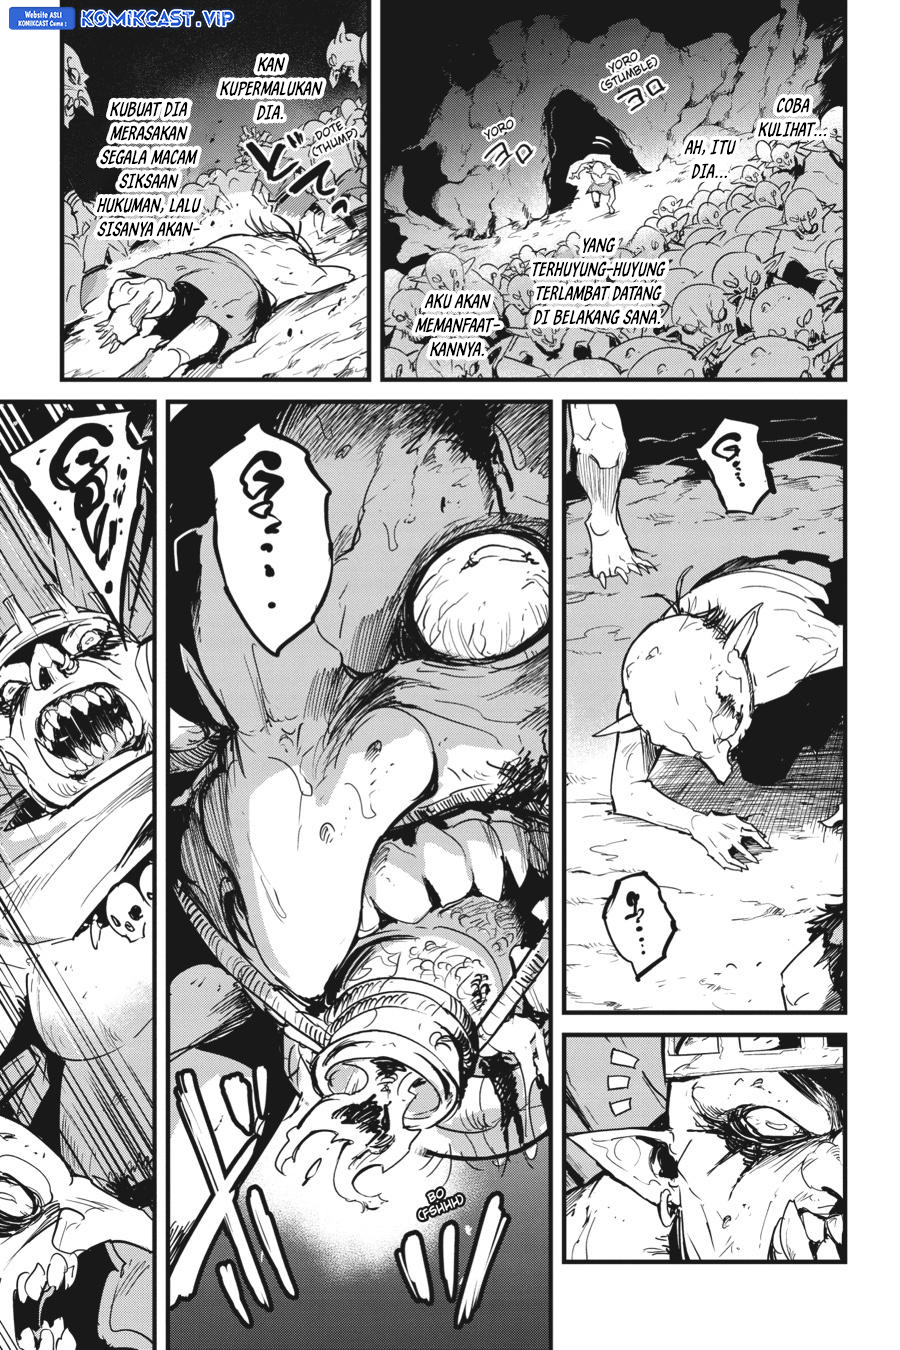 Website ASLI
KOMIKCAST Cuma :
KOMIKCAST.VIP
COBA
KULIHAT...
AH, ITU
DIA...
YORO
(STUMBLE)
ヨロ
YORO
ヨロ
YANG
TERHUYUNG-HUYUNG
TERLAMBAT DATANG
DI BELAKANG SANA.
AKU AKAN
MEMANFAAT-
KANNYA.
KAN
KUPERMALUKAN
DIA.
DOTE
(THUMP)
KUBUAT DIA
MERASAKAN
SEGALA MACAM
SIKSAAN
HUKUMAN, LALU
SISANYA AKAN-
BO
(FSHHH)